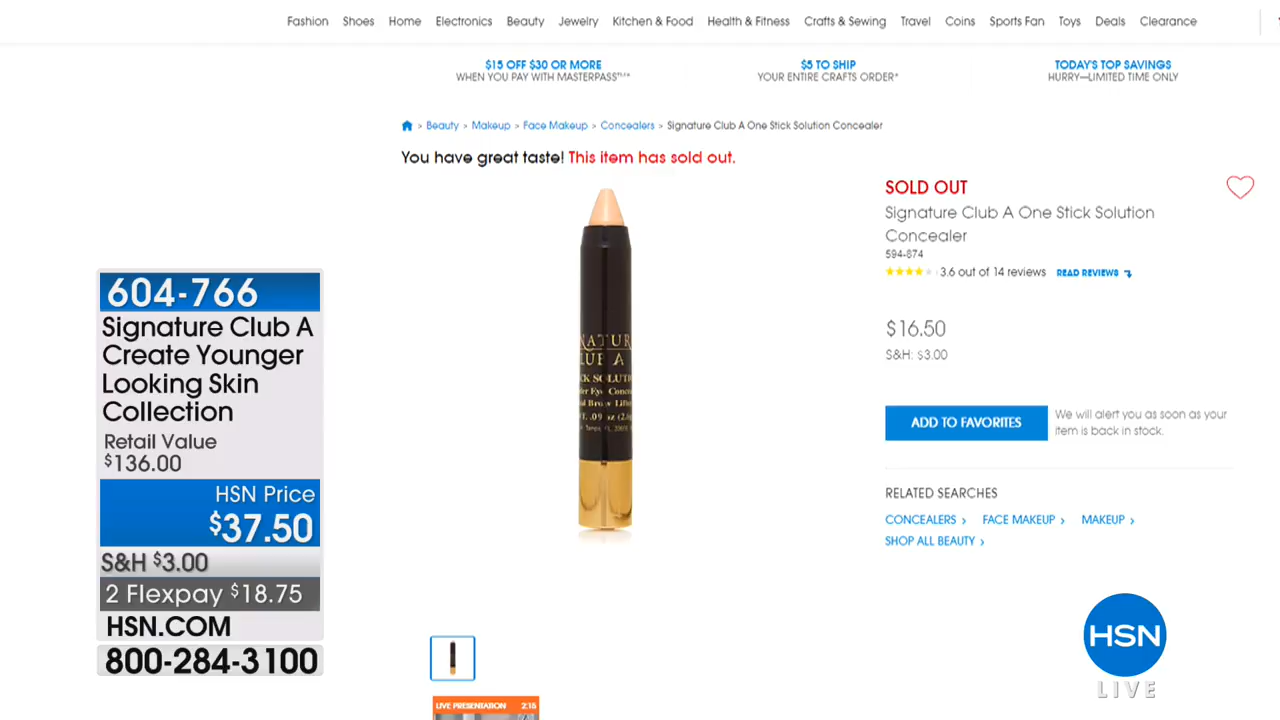 Fashion Shoes Home Electronics Beauty Jewelry Kitchen & Food Health & Fitness Crafts & Sewing Travel Coins Sports Fan Toys Deals Clearance
$15 OFF $30 OR MORE
WHEN YOU PAY WITH MASTERPASS
$5 TO SHIP
YOUR ENTIRE CRAFTS ORDER*
TODAY'S TOP SAVINGS
HURRY—LIMITED TIME ONLY
> Beauty > Makeup > Face Makeup > Concealers > Signature Club A One Stick Solution Concealer
You have great taste! This item has sold out.
SOLD OUT
Signature Club A One Stick Solution
Concealer
594-874
3.6 out of 14 reviews READ REVIEWS
$16.50
S&H: $3.00
ADD TO FAVORITES
We will alert you as soon as your
item is back in stock.
RELATED SEARCHES
CONCEALERS > FACE MAKEUP > MAKEUP >
SHOP ALL BEAUTY >
NATUR
LUB A
CK SOLUTI
604-766
Signature Club A
Create Younger
Looking Skin
Collection
Retail Value
$136.00
HSN Price
$37.50
S&H $3.00
2 Flexpay $18.75
HSN.COM
800-284-3100
LIVE PRESENTATION 2:15
HSN
LIVE